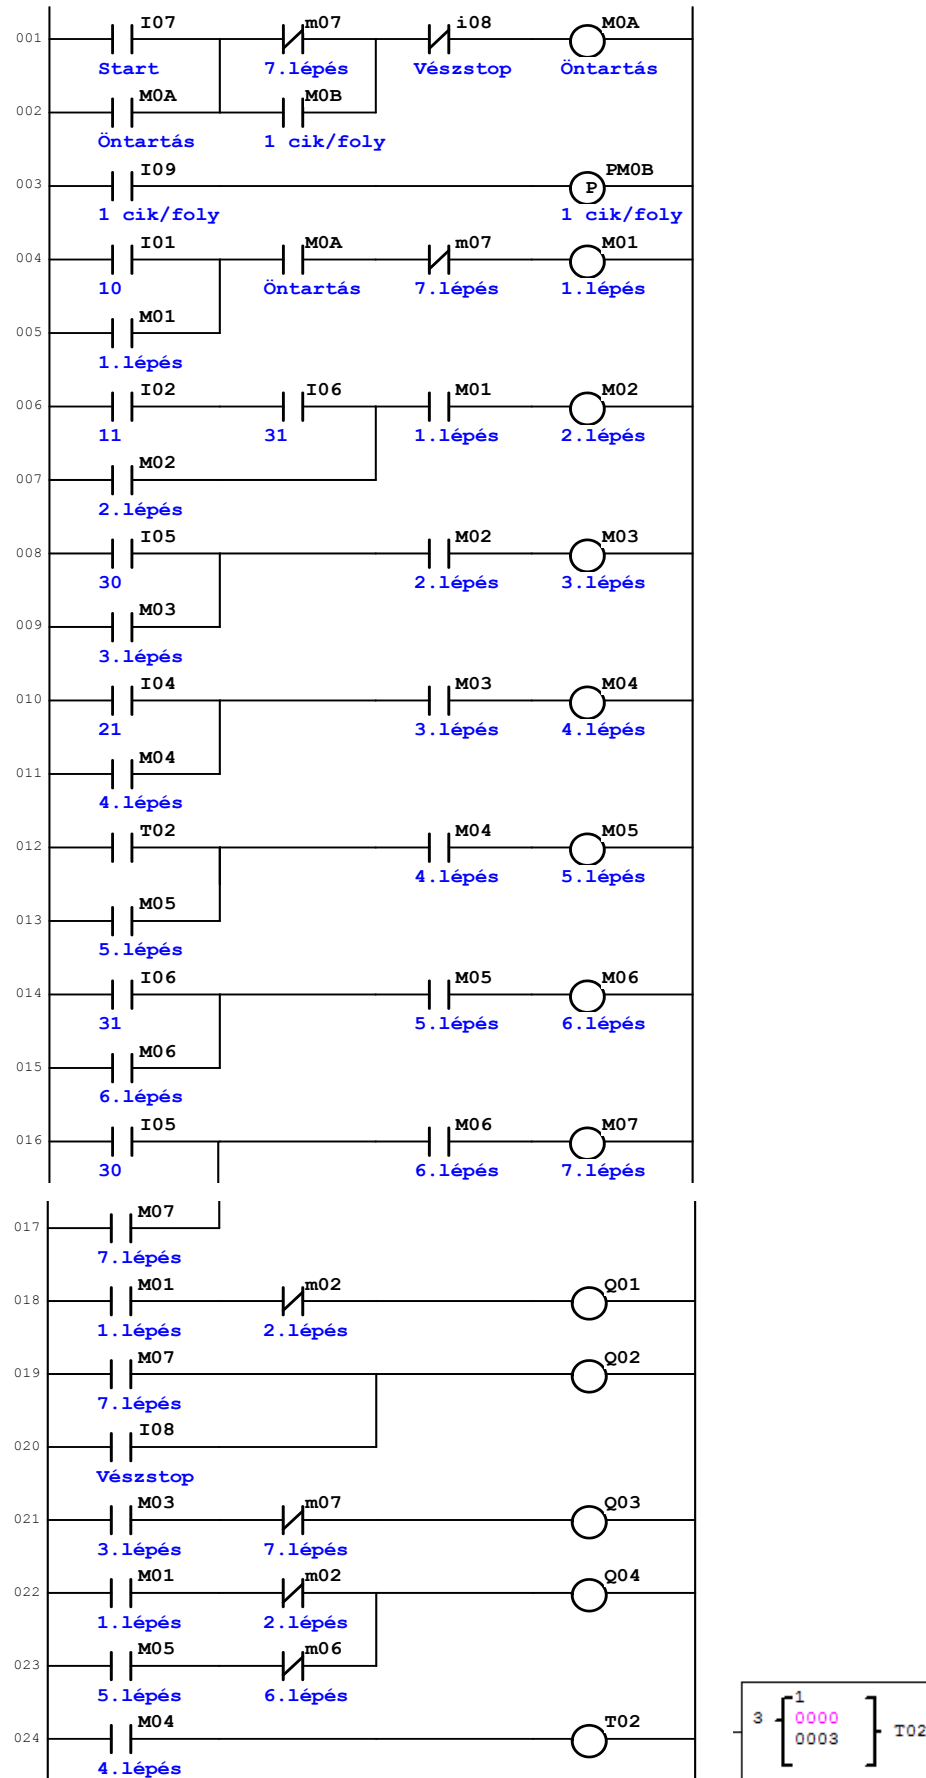 I07 m07 i08 M0A
001
Start 7.lépés Vészstop Öntartás
M0A M0B
002
Öntartás 1 cik/foly
I09 PM0B
003 P
1 cik/foly 1 cik/foly
I01 M0A m07 M01
004
10 Öntartás 7.lépés 1.lépés
M01
005
1.lépés
I02 I06 M01 M02
006
11 31 1.lépés 2.lépés
M02
007
2.lépés
I05 M02 M03
008
30 2.lépés 3.lépés
M03
009
3.lépés
I04 M03 M04
010
21 3.lépés 4.lépés
M04
011
4.lépés
T02 M04 M05
012
4.lépés 5.lépés
M05
013
5.lépés
I06 M05 M06
014
31 5.lépés 6.lépés
M06
015
6.lépés
I05 M06 M07
016
30 6.lépés 7.lépés
M07
017
7.lépés
M01 m02 Q01
018
1.lépés 2.lépés
M07 Q02
019
7.lépés
I08
020
Vészstop
M03 m07 Q03
021
3.lépés 7.lépés
M01 m02 Q04
022
1.lépés 2.lépés
M05 m06
023
5.lépés 6.lépés
M04 T02
024
4.lépés
1
3 0000 T02
0003